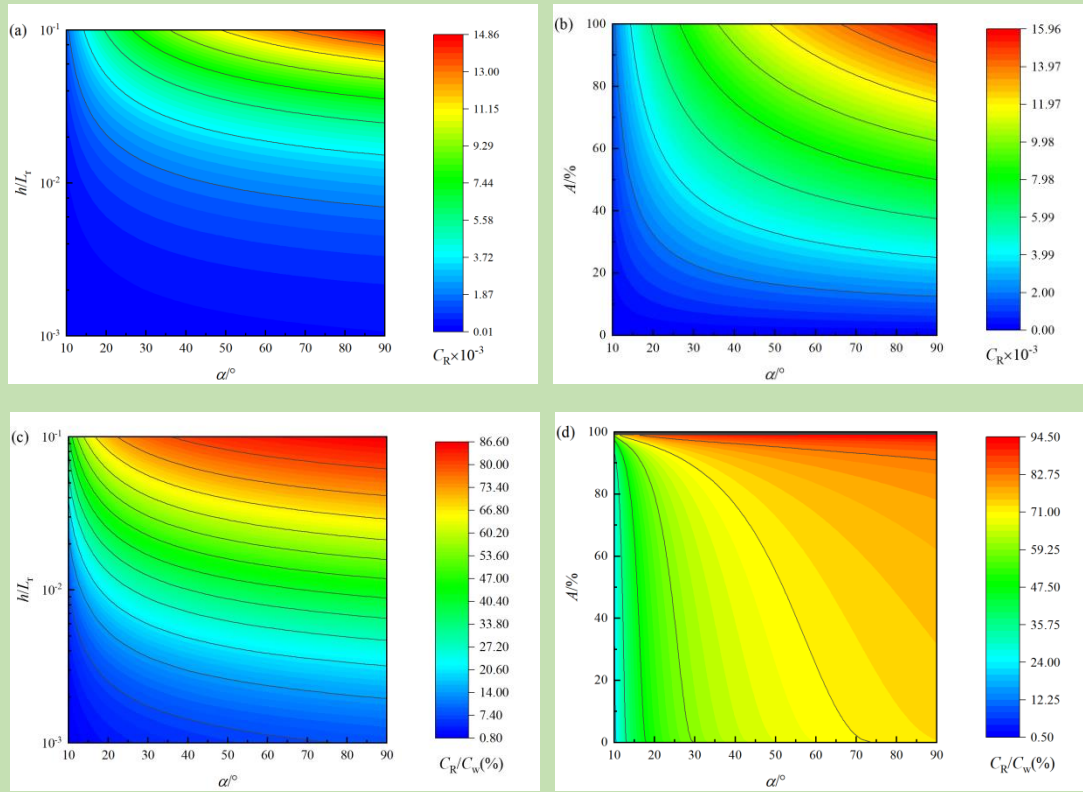 (a)
10⁻¹
10⁻²
10⁻³
h/Lᵣ
10 20 30 40 50 60 70 80 90
α/°
14.86
13.00
11.15
9.29
7.44
5.58
3.72
1.87
0.01
C_R×10⁻³
(b)
100
80
60
40
20
0
A/%
10 20 30 40 50 60 70 80 90
α/°
15.96
13.97
11.97
9.98
7.98
5.99
3.99
2.00
0.00
C_R×10⁻³
(c)
10⁻¹
10⁻²
10⁻³
h/Lᵣ
10 20 30 40 50 60 70 80 90
α/°
86.60
80.00
73.40
66.80
60.20
53.60
47.00
40.40
33.80
27.20
20.60
14.00
7.40
0.80
C_R/C_w(%)
(d)
100
80
60
40
20
0
A/%
10 20 30 40 50 60 70 80 90
α/°
94.50
82.75
71.00
59.25
47.50
35.75
24.00
12.25
0.50
C_R/C_w(%)